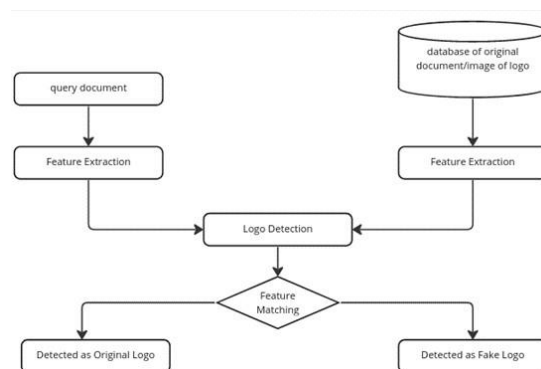 database of original
document/image of logo
query document
Feature Extraction
Feature Extraction
Logo Detection
Feature
Matching
Detected as Original Logo
Detected as Fake Logo